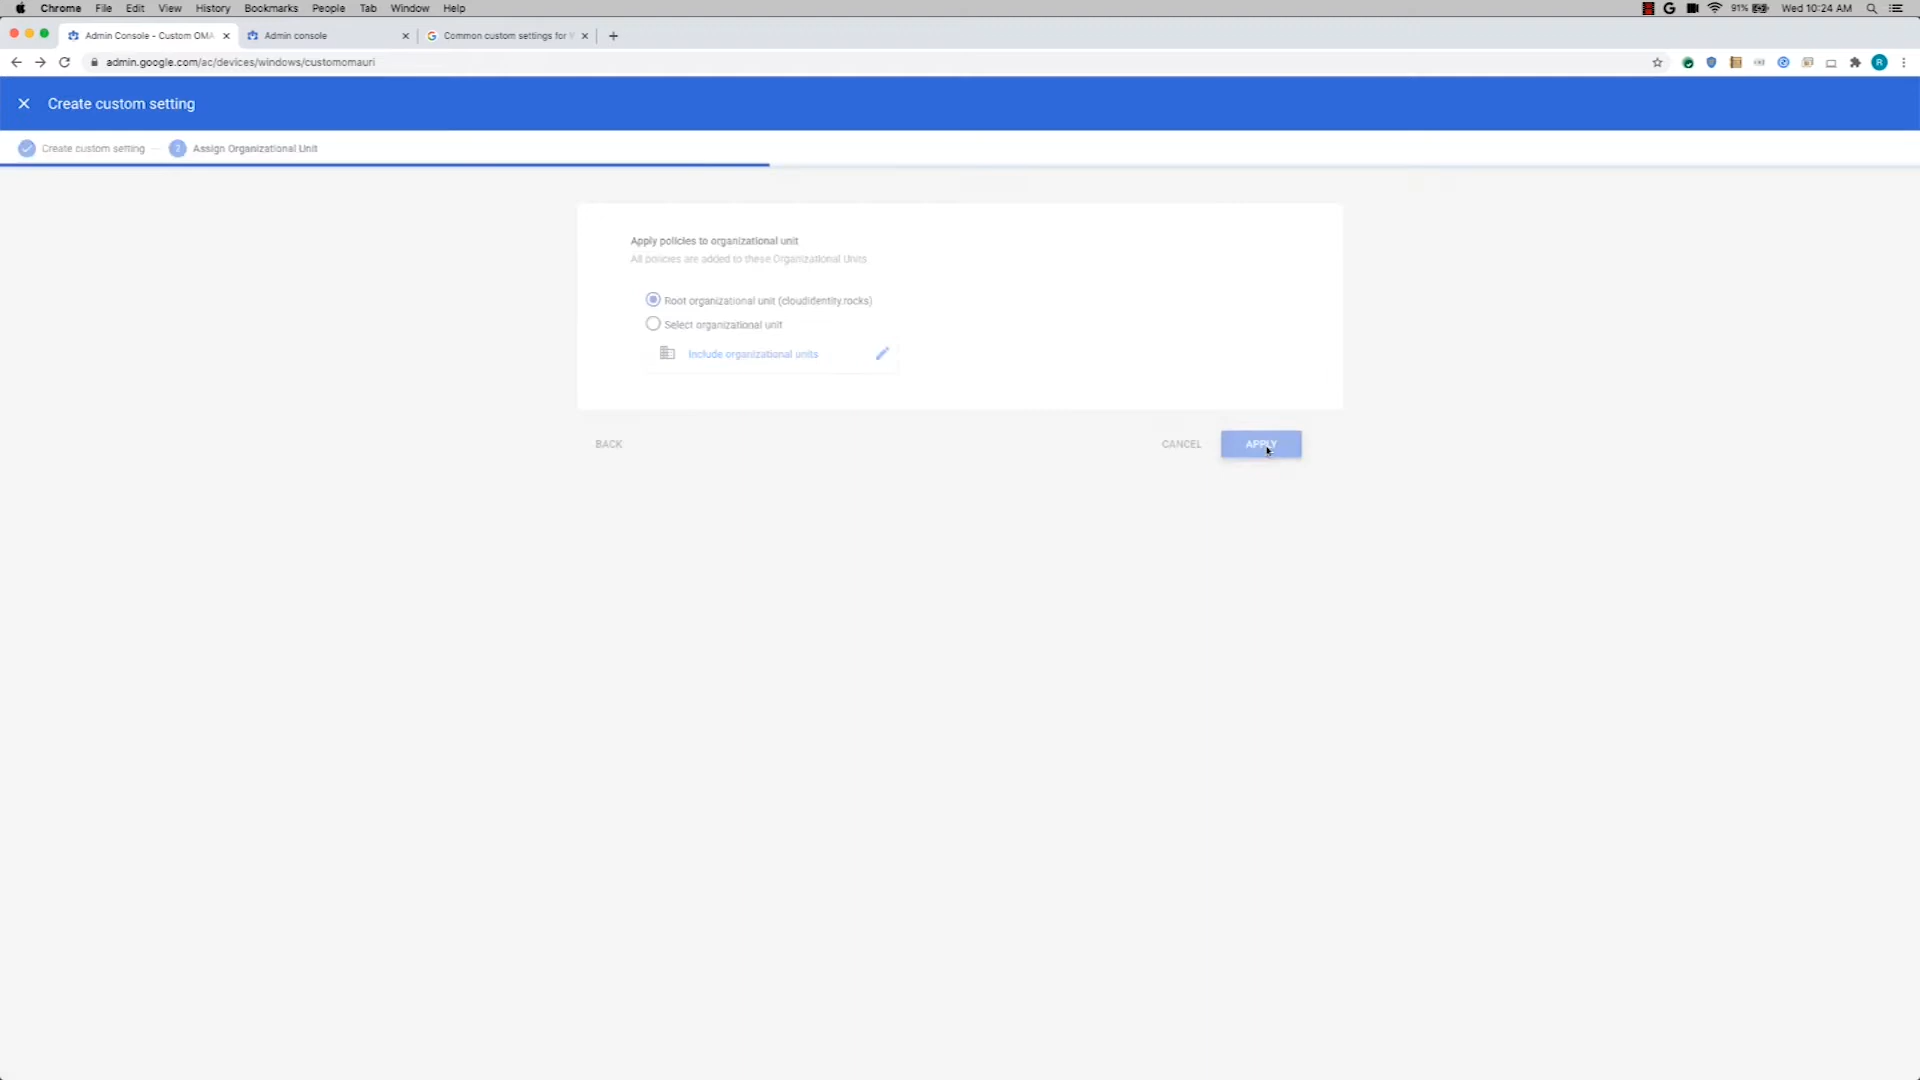 Chrome File Edit View History Bookmarks People Tab Window Help 91% Wed 10:24 AM
Admin Console - Custom OMA Admin console Common custom settings for
admin.google.com/ac/devices/windows/customomauri R
Create custom setting
Create custom setting 2 Assign Organizational Unit
Apply policies to organizational unit
All policies are added to these Organizational Units
Root organizational unit (cloudidentity.rocks)
Select organizational unit
Include organizational units
BACK CANCEL APPLY